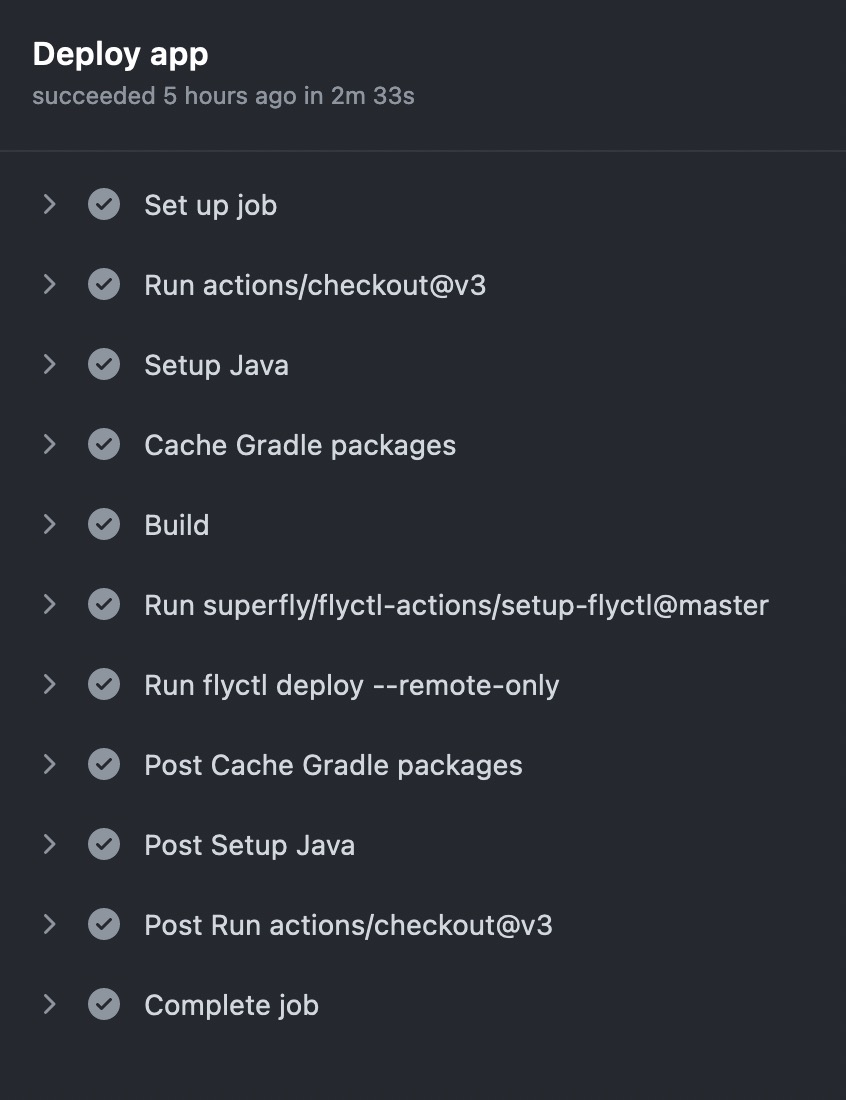 Deploy app
succeeded 5 hours ago in 2m 33s
Set up job
Run actions/checkout@v3
Setup Java
Cache Gradle packages
Build
Run superfly/flyctl-actions/setup-flyctl@master
Run flyctl deploy --remote-only
Post Cache Gradle packages
Post Setup Java
Post Run actions/checkout@v3
Complete job